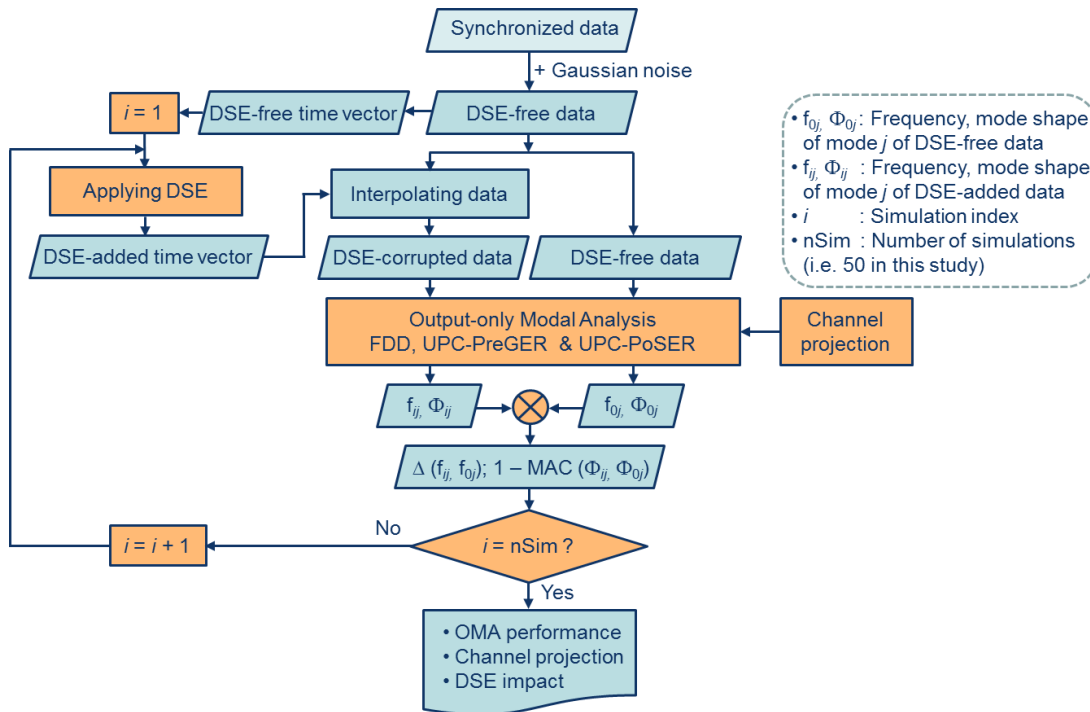 Synchronized data
+ Gaussian noise
i = 1
DSE-free time vector
DSE-free data
Applying DSE
Interpolating data
DSE-added time vector
DSE-corrupted data
DSE-free data
Output-only Modal Analysis
FDD, UPC-PreGER & UPC-PoSER
Channel
projection
fij, Φij
f0j, Φ0j
Δ (fij, f0j); 1 – MAC (Φij, Φ0j)
No
i = i + 1
i = nSim ?
Yes
• OMA performance
• Channel projection
• DSE impact
• f0j, Φ0j : Frequency, mode shape
of mode j of DSE-free data
• fij, Φij : Frequency, mode shape
of mode j of DSE-added data
• i : Simulation index
• nSim : Number of simulations
(i.e. 50 in this study)